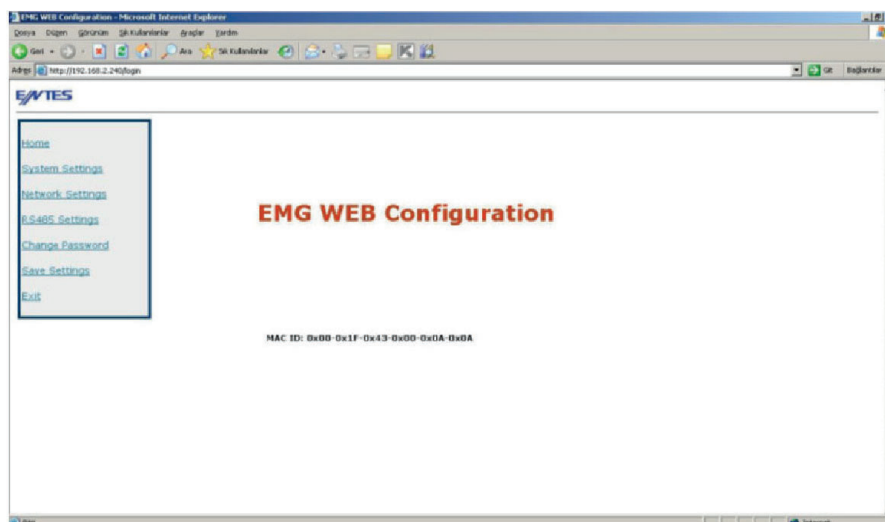 EMG WEB Configuration - Microsoft Internet Explorer
Dosya Düzen Görünüm Sık Kullanılanlar Araçlar Yardım
Geri Ara Sık Kullanılanlar
Adres http://192.168.2.240/login Git Bağlantılar
ENTES
Home
System Settings
Network Settings
RS485 Settings
Change Password
Save Settings
Exit
EMG WEB Configuration
MAC ID: 0x00-0x1F-0x43-0x00-0x0A-0x0A